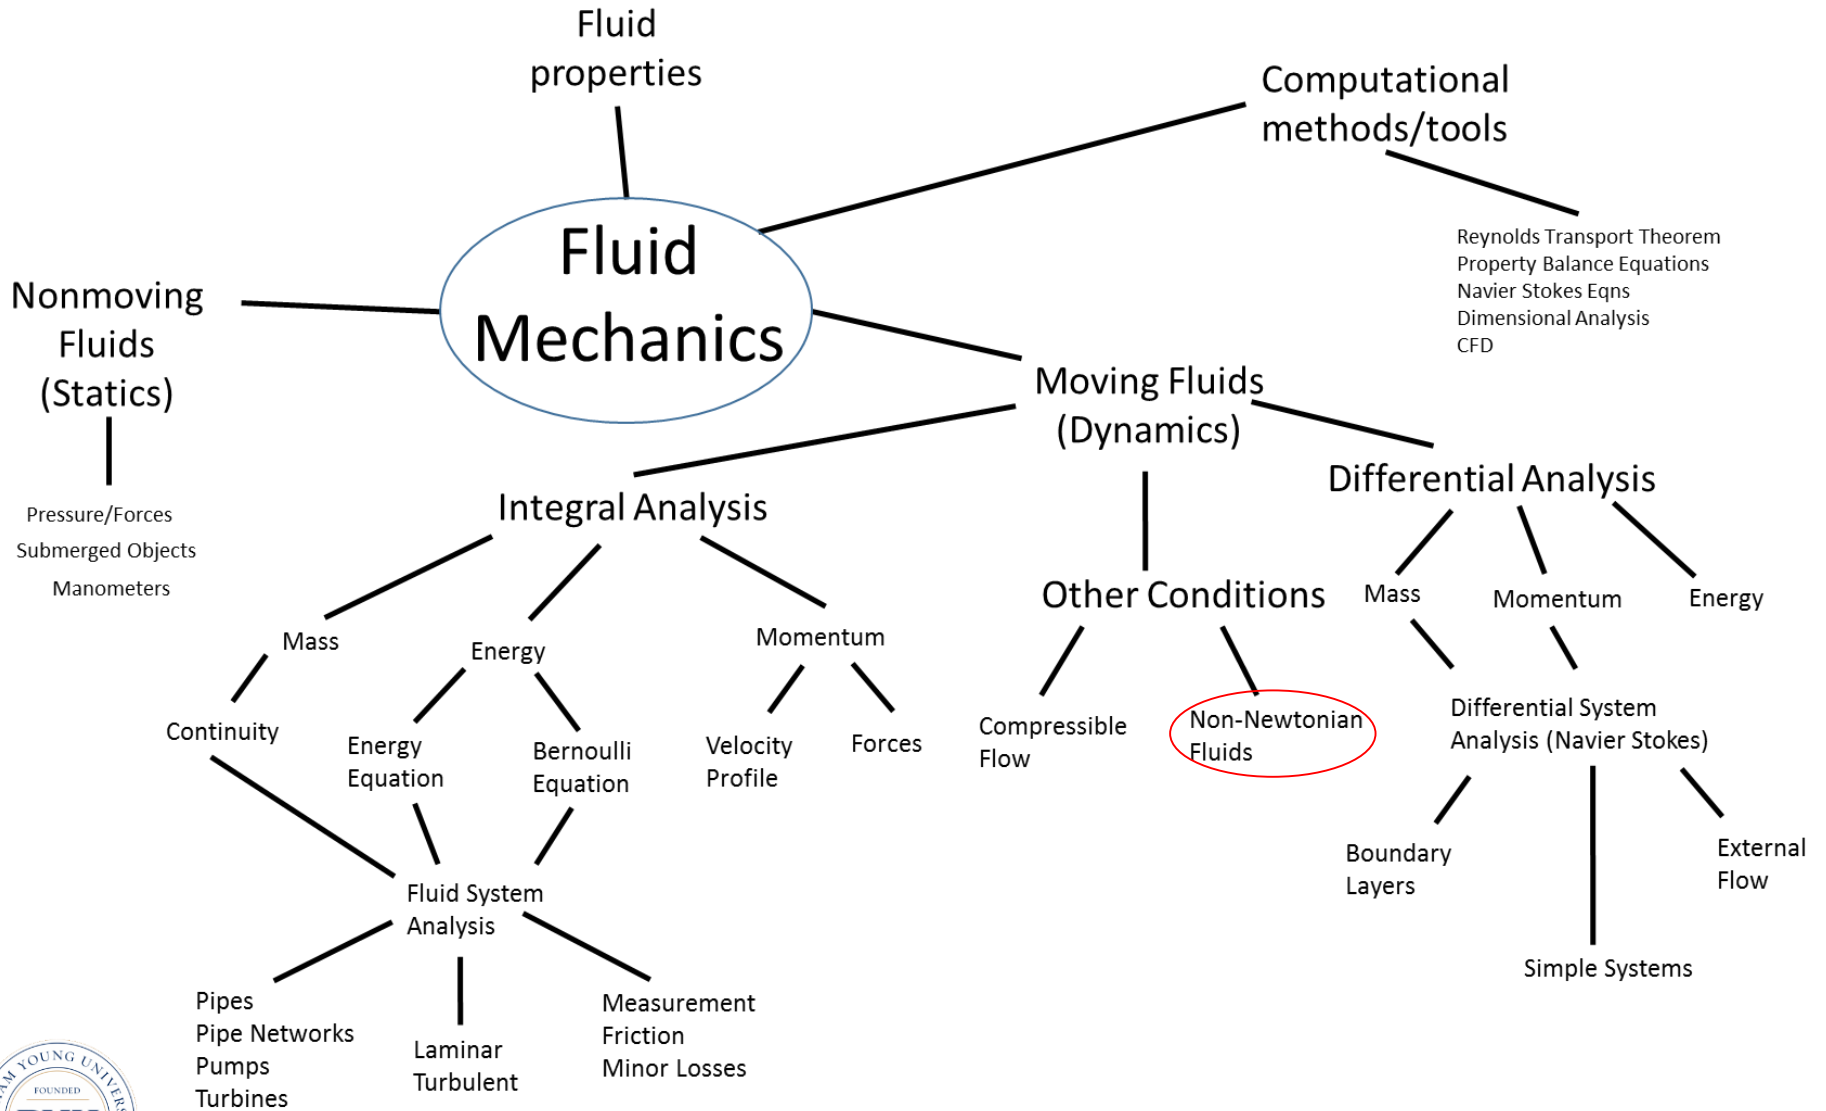 Fluid
properties
Computational
methods/tools
Reynolds Transport Theorem
Property Balance Equations
Navier Stokes Eqns
Dimensional Analysis
CFD
Fluid
Mechanics
Nonmoving
Fluids
(Statics)
Pressure/Forces
Submerged Objects
Manometers
Moving Fluids
(Dynamics)
Integral Analysis
Mass
Energy
Momentum
Continuity
Energy
Equation
Bernoulli
Equation
Velocity
Profile
Forces
Fluid System
Analysis
Pipes
Pipe Networks
Pumps
Turbines
Laminar
Turbulent
Measurement
Friction
Minor Losses
Other Conditions
Compressible
Flow
Non-Newtonian
Fluids
Differential Analysis
Mass
Momentum
Energy
Differential System
Analysis (Navier Stokes)
Boundary
Layers
Simple Systems
External
Flow
YOUNG
FOUNDED